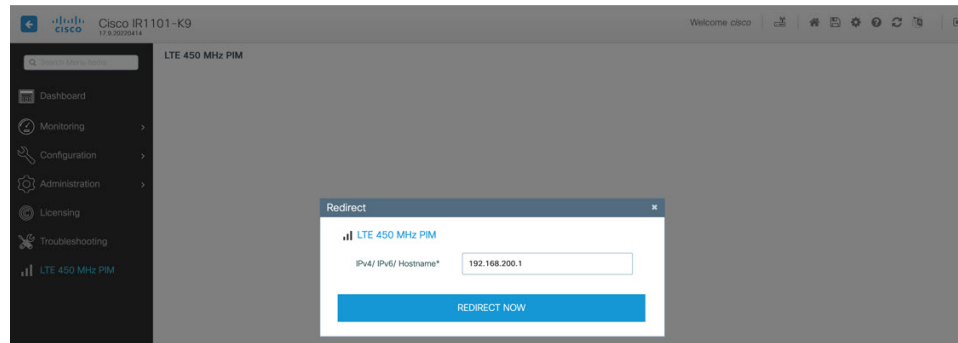 CISCO
Cisco IR1101-K9
17.9.20220414
Welcome cisco
Search Menu Items
LTE 450 MHz PIM
Dashboard
Monitoring
Configuration
Administration
Licensing
Troubleshooting
LTE 450 MHz PIM
Redirect
LTE 450 MHz PIM
IPv4/ IPv6/ Hostname*
192.168.200.1
REDIRECT NOW